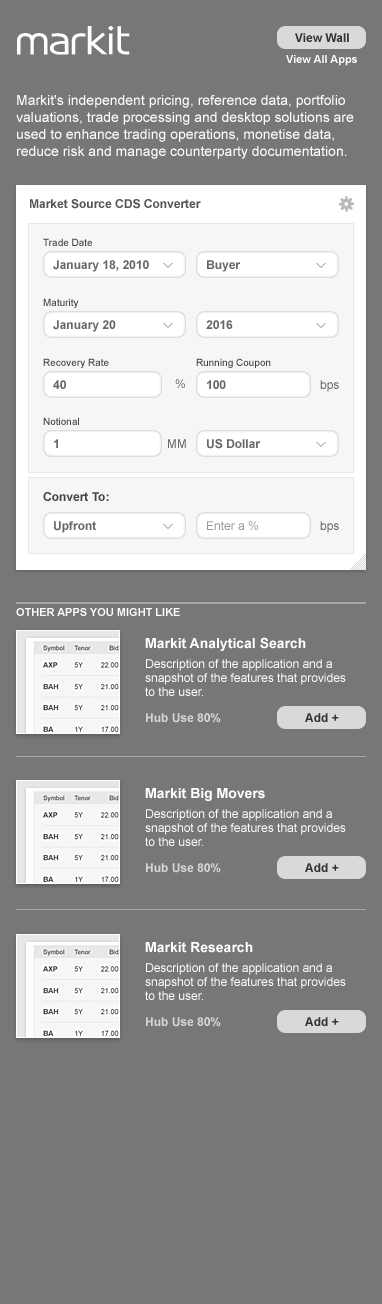 markit
View Wall
View All Apps
Markit's independent pricing, reference data, portfolio
valuations, trade processing and desktop solutions are
used to enhance trading operations, monetise data,
reduce risk and manage counterparty documentation.
Market Source CDS Converter
Trade Date
January 18, 2010 Buyer
Maturity
January 20 2016
Recovery Rate Running Coupon
40 % 100 bps
Notional
1 MM US Dollar
Convert To:
Upfront Enter a % bps
OTHER APPS YOU MIGHT LIKE
Symbol Tenor Bid
AXP 5Y 22.00
BAH 5Y 21.00
BAH 5Y 21.00
BA 1Y 17.00
Markit Analytical Search
Description of the application and a
snapshot of the features that provides
to the user.
Hub Use 80% Add +
Symbol Tenor Bid
AXP 5Y 22.00
BAH 5Y 21.00
BAH 5Y 21.00
BA 1Y 17.00
Markit Big Movers
Description of the application and a
snapshot of the features that provides
to the user.
Hub Use 80% Add +
Symbol Tenor Bid
AXP 5Y 22.00
BAH 5Y 21.00
BAH 5Y 21.00
BA 1Y 17.00
Markit Research
Description of the application and a
snapshot of the features that provides
to the user.
Hub Use 80% Add +